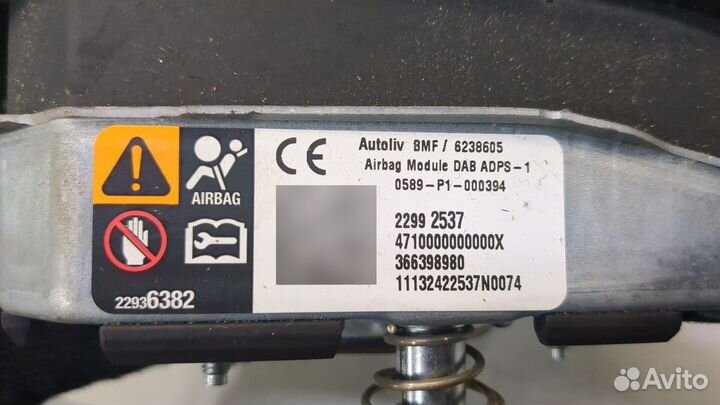 AIRBAG
22936382
CE
Autoliv BMF / 6238605
Airbag Module DAB ADPS-1
0589-P1-000394
2299 2537
4710000000000X
366398980
11132422537N0074
Avito